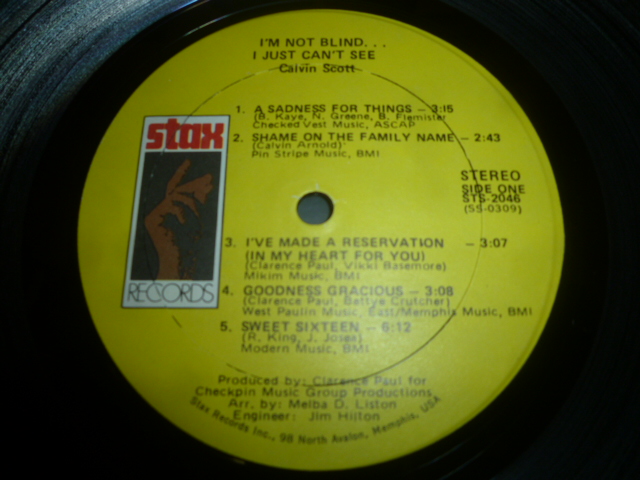 I'M NOT BLIND. . .
I JUST CAN'T SEE
Calvin Scott
1. A SADNESS FOR THINGS – 3:15
(B. Kaye, N. Greene, B. Flemister
Checked Vest Music, ASCAP
stax
2. SHAME ON THE FAMILY NAME – 2:43
(Calvin Arnold)
Pin Stripe Music, BMI
STEREO
SIDE ONE
STS-2046
(SS-0309)
3. I'VE MADE A RESERVATION – 3:07
(IN MY HEART FOR YOU)
(Clarence Paul, Vikki Basemore)
Mikim Music, BMI
RECORDS
4. GOODNESS GRACIOUS – 3:08
(Clarence Paul, Battye Crutcher)
West Paulin Music, East/Memphis Music, BMI
5. SWEET SIXTEEN – 6:12
(R. King, J. Josea)
Modern Music, BMI
Produced by: Clarence Paul for
Checkpin Music Group Productions
Arr. by: Melba D. Liston
Engineer: Jim Hilton
Stax Records Inc., 98 North Avalon, Memphis, USA